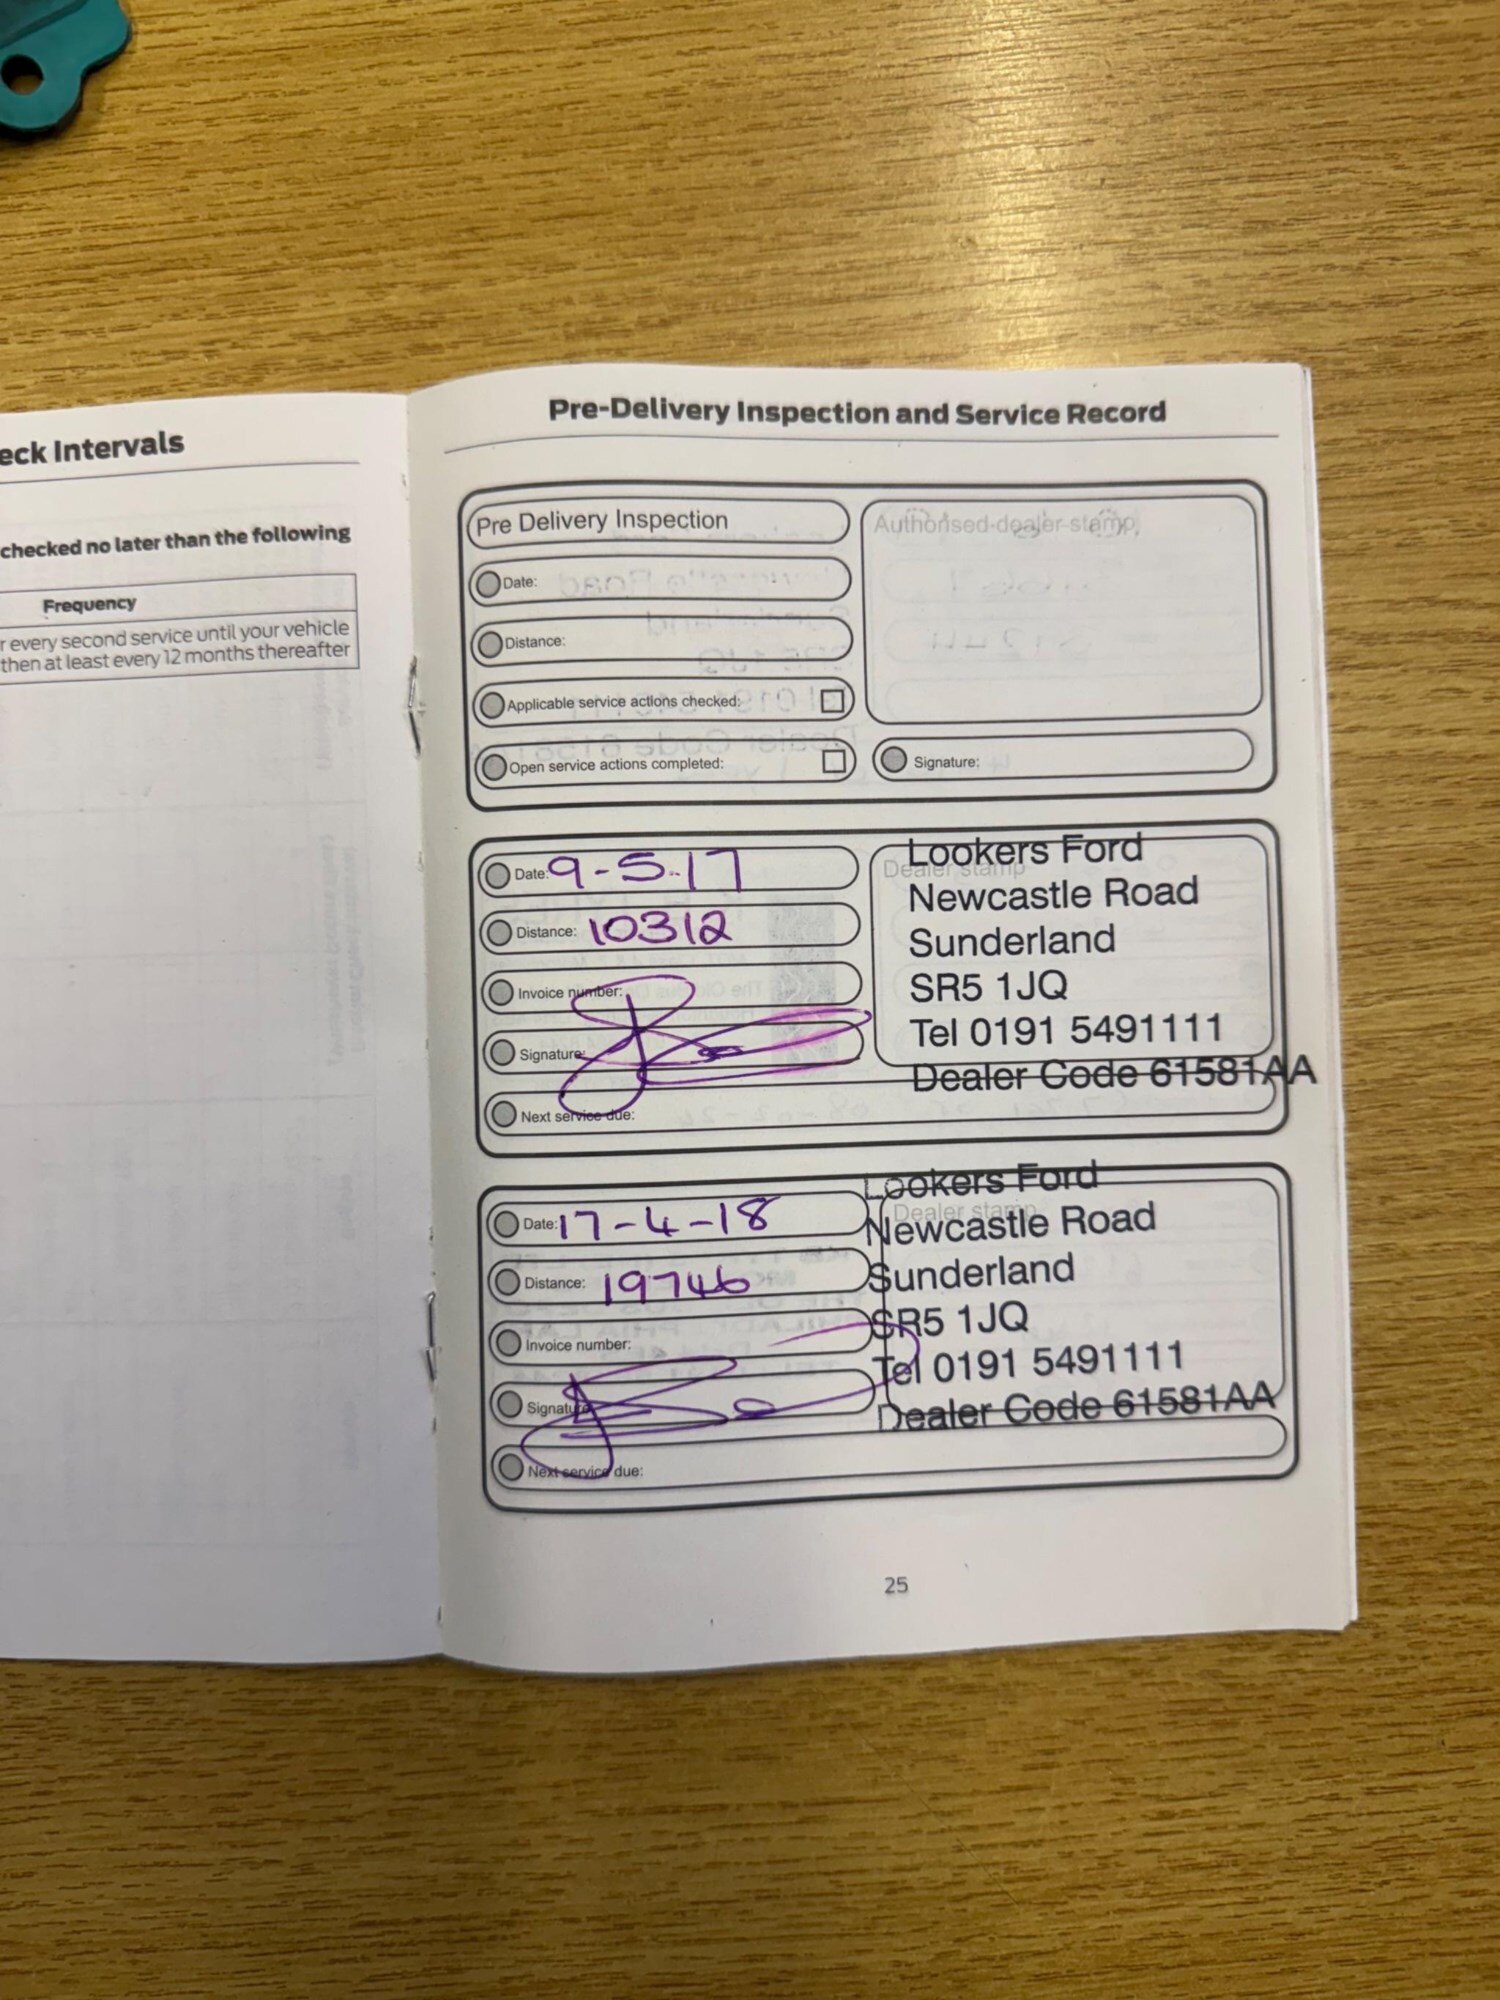 eck Intervals
checked no later than the following
Frequency
r every second service until your vehicle
then at least every 12 months thereafter
Pre-Delivery Inspection and Service Record
Pre Delivery Inspection
Authorised dealer stamp
Date:
Distance:
Applicable service actions checked:
Open service actions completed:
Signature:
Date: 9-5-17
Distance: 10312
Invoice number:
Signature:
Next service due:
Dealer stamp
Lookers Ford
Newcastle Road
Sunderland
SR5 1JQ
Tel 0191 5491111
Dealer Code 61581AA
Date: 17-4-18
Distance: 19746
Invoice number:
Signature
Next service due:
Dealer stamp
Lookers Ford
Newcastle Road
Sunderland
SR5 1JQ
Tel 0191 5491111
Dealer Code 61581AA
25